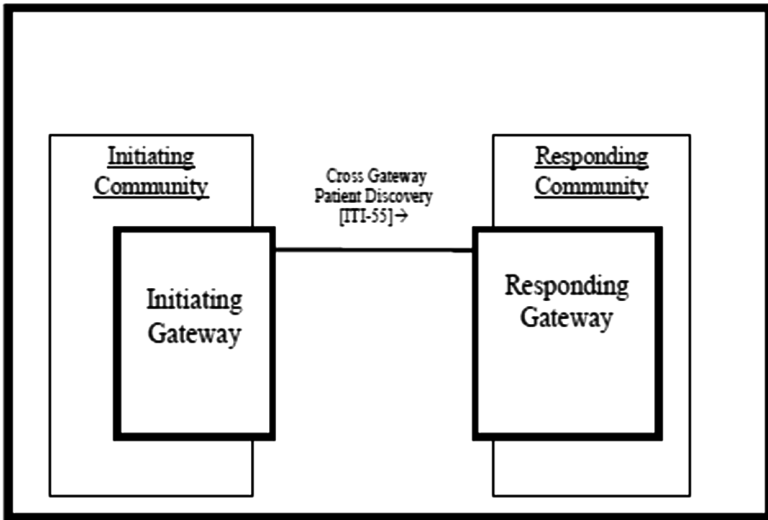 Initiating
Community
Cross Gateway
Patient Discovery
[ITI-55]→
Responding
Community
Initiating
Gateway
Responding
Gateway